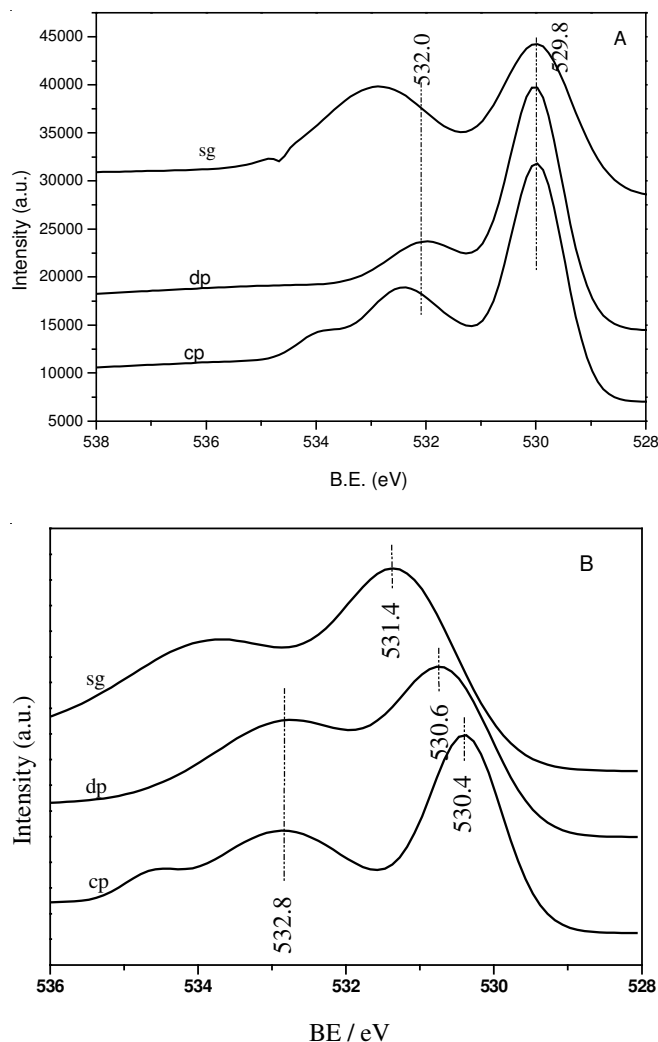 A
532.0
529.8
45000
40000
35000
30000
25000
20000
15000
10000
5000
Intensity (a.u.)
sg
dp
cp
538 536 534 532 530 528
B.E. (eV)
B
531.4
530.6
530.4
532.8
Intensity (a.u.)
sg
dp
cp
536 534 532 530 528
BE / eV